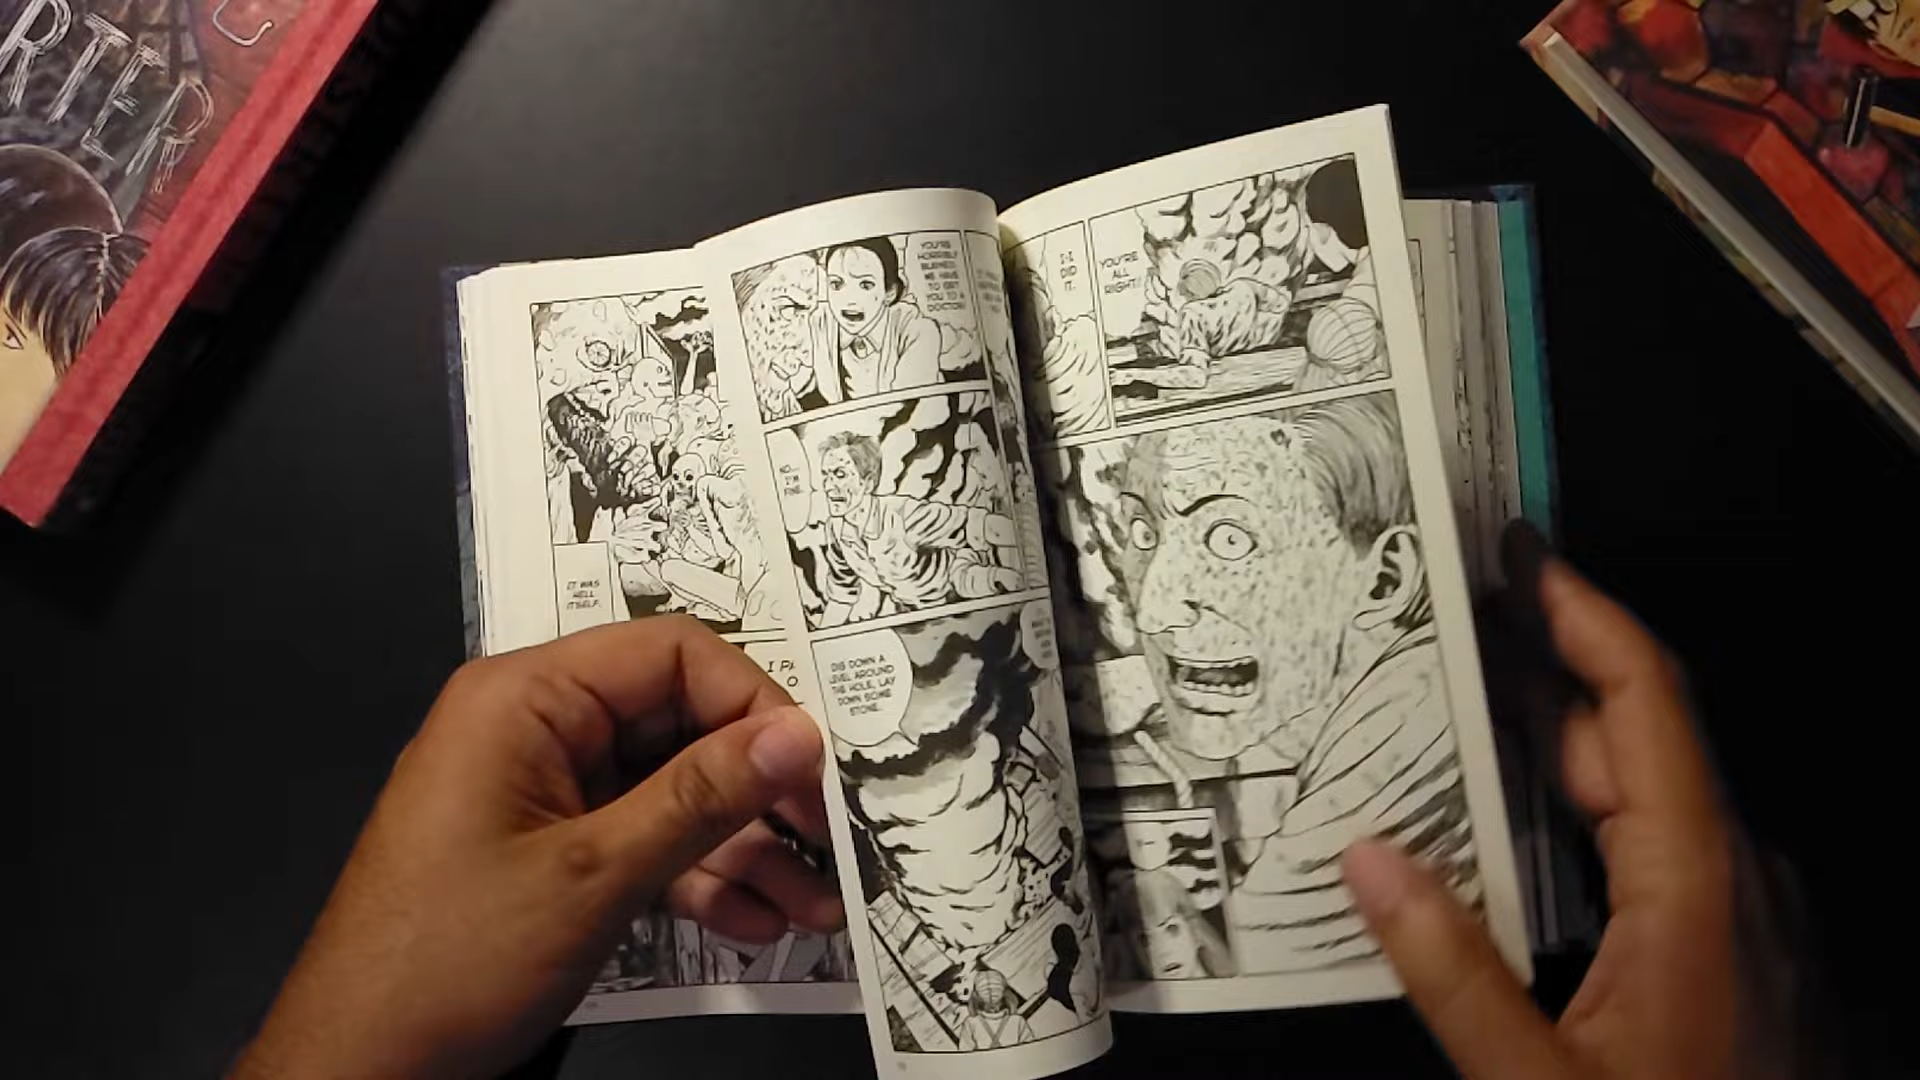 RTER
IT WAS
HELL
ITSELF.
YOU'RE
HORRIBLY
BURNED.
WE HAVE
TO GET
YOU TO A
DOCTOR!
NO.
I'M
FINE.
DIG DOWN A
LEVEL AROUND
THE HOLE, LAY
DOWN SOME
STONE.
I-I
DID
IT.
YOU'RE
ALL
RIGHT!